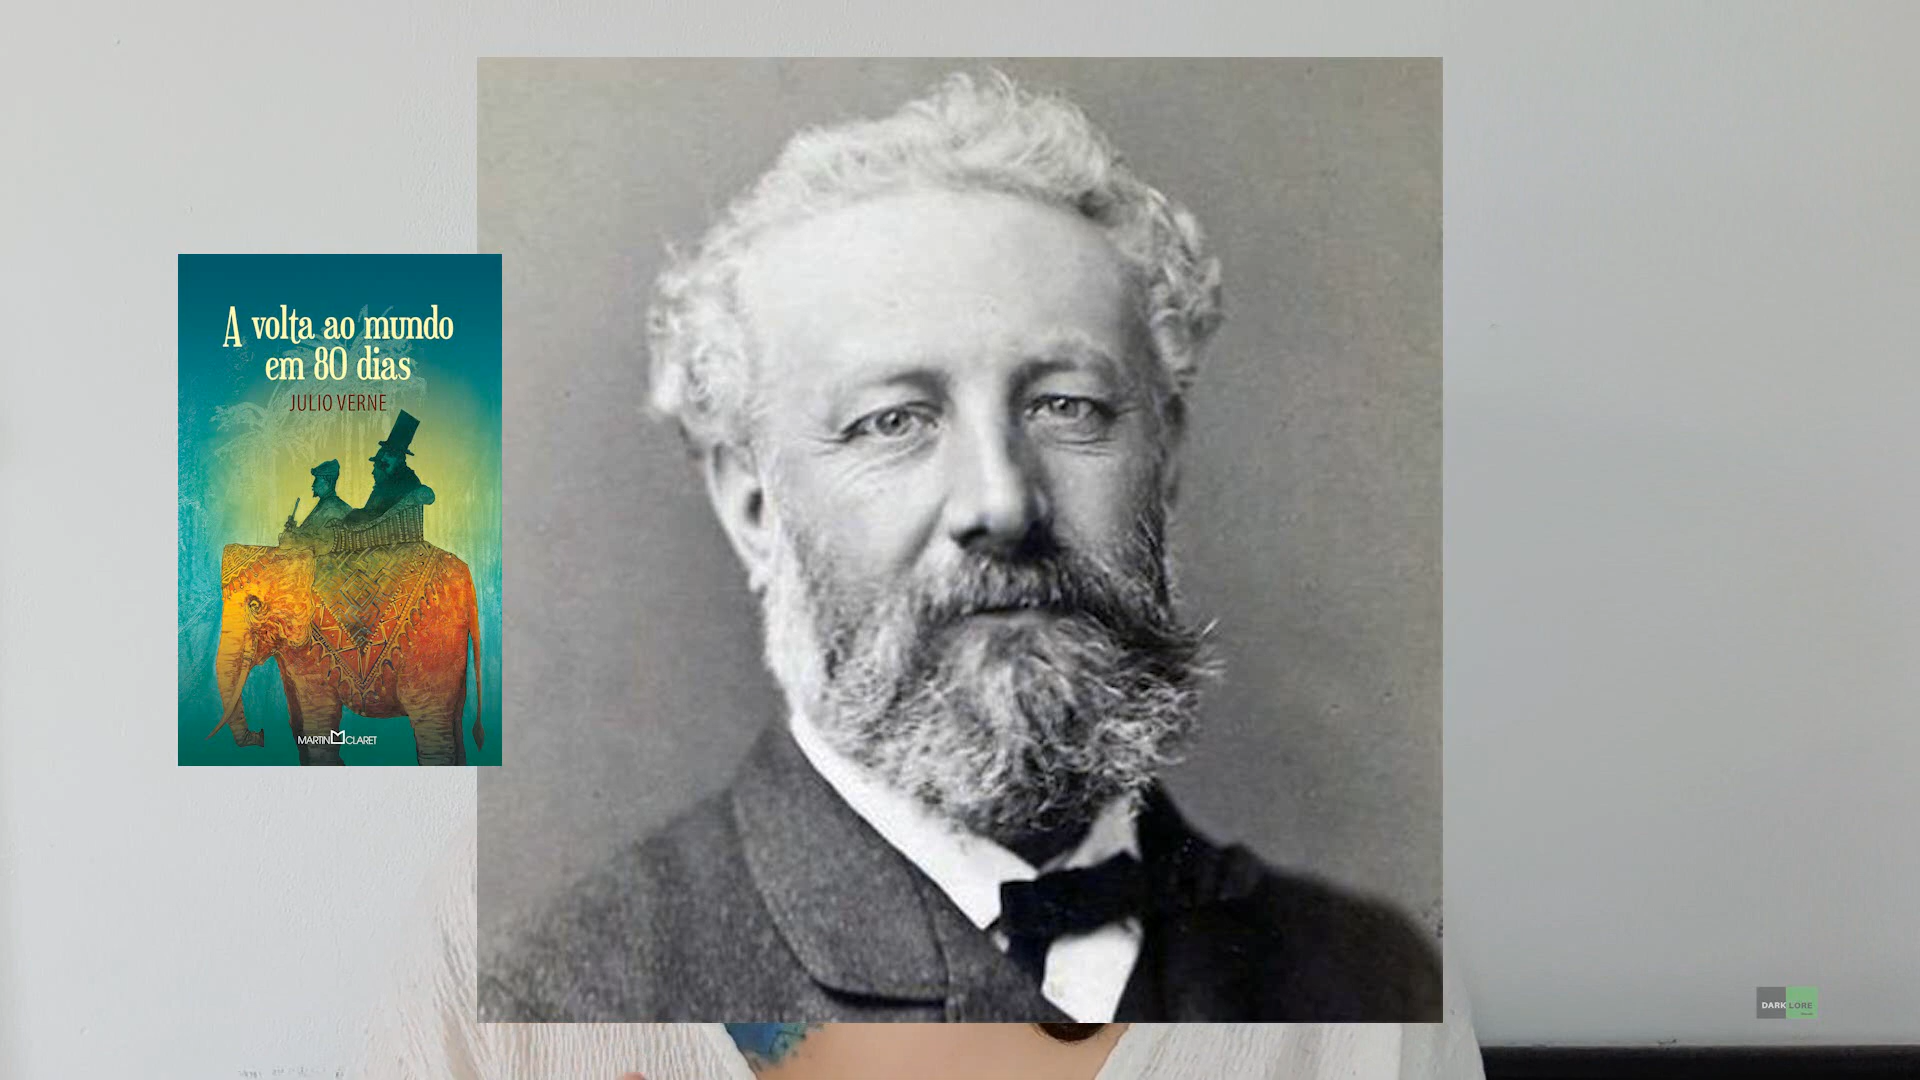 A volta ao mundo
em 80 dias
JULIO VERNE
MARTIN CLARET
DARK LORE